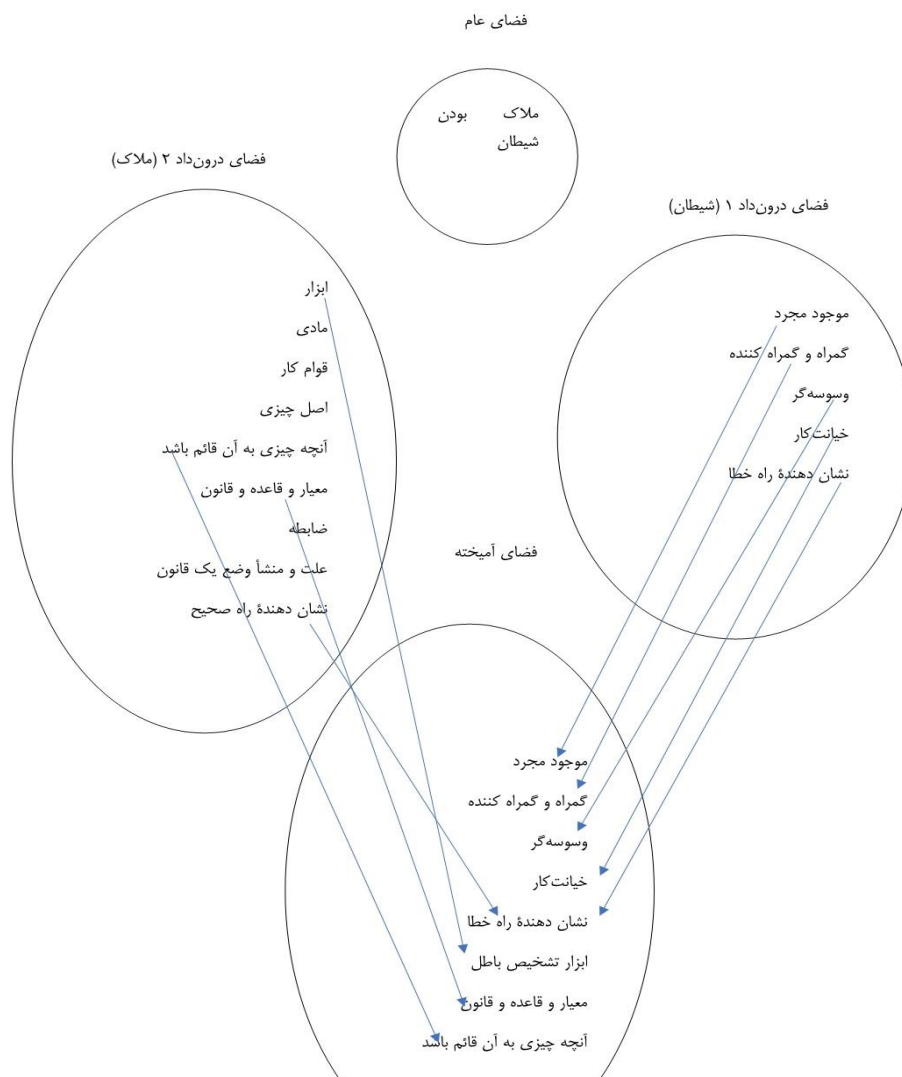 فضای عام
ملاک بودن
شیطان
فضای درون‌داد ۲ (ملاک)
فضای درون‌داد ۱ (شیطان)
موجود مجرد
گمراه و گمراه کننده
وسوسه‌گر
خیانت‌کار
نشان دهندۀ راه خطا
ابزار
مادی
قوام کار
اصل چیزی
آنچه چیزی به آن قائم باشد
معیار و قاعده و قانون
ضابطه
علت و منشأ وضع یک قانون
نشان دهندۀ راه صحیح
فضای آمیخته
موجود مجرد
گمراه و گمراه کننده
وسوسه‌گر
خیانت‌کار
نشان دهندۀ راه خطا
ابزار تشخیص باطل
معیار و قاعده و قانون
آنچه چیزی به آن قائم باشد